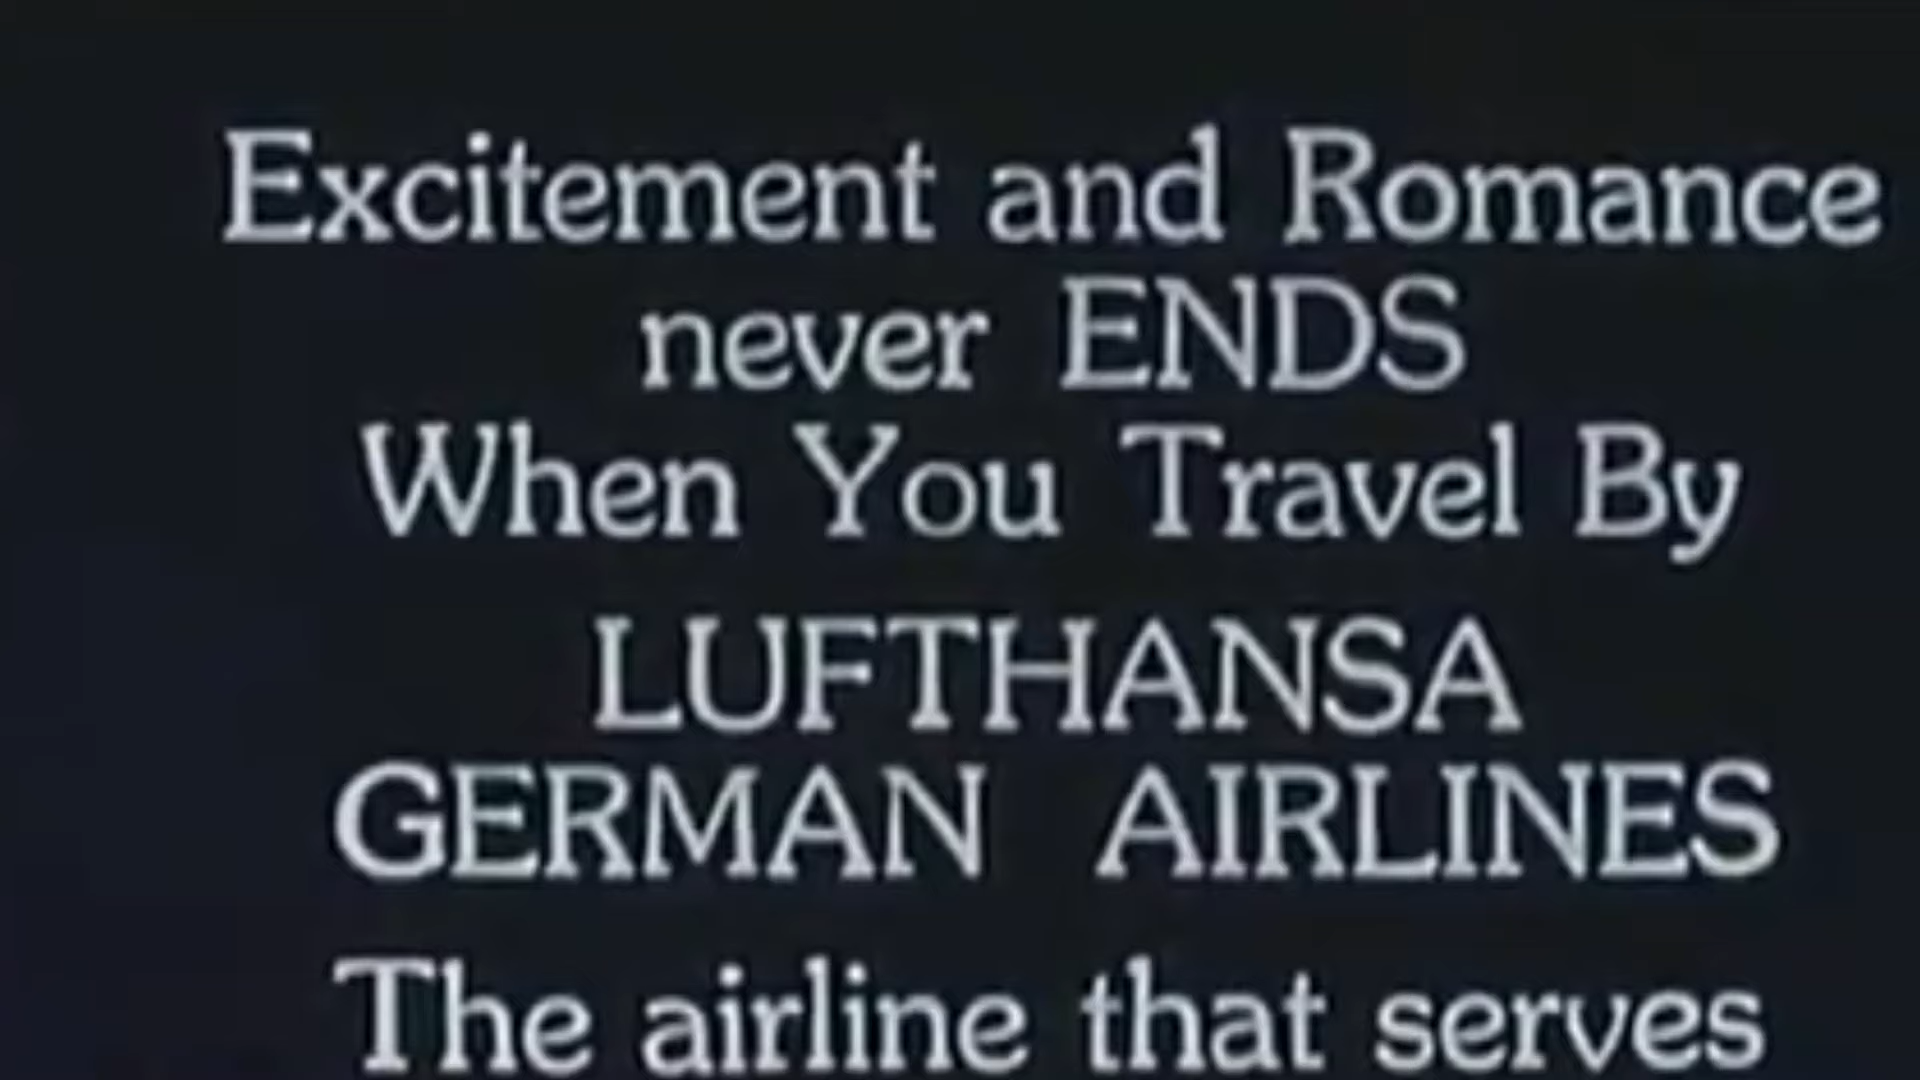 Excitement and Romance
never ENDS
When You Travel By
LUFTHANSA
GERMAN AIRLINES
The airline that serves